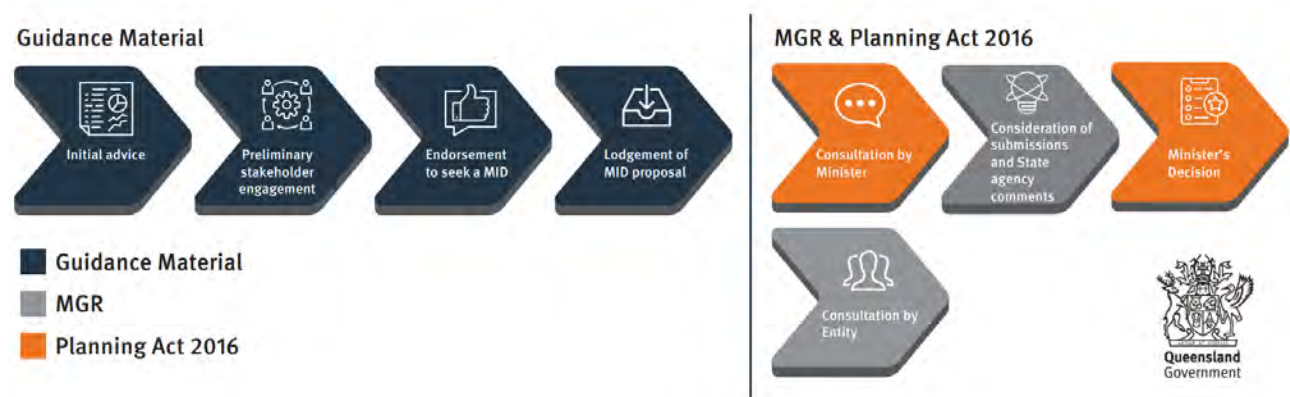 Guidance Material
Initial advice
Preliminary
stakeholder
engagement
Endorsement
to seek a MID
Lodgement of
MID proposal
Guidance Material
MGR
Planning Act 2016
MGR & Planning Act 2016
Consultation by
Minister
Consideration of
submissions
and State
agency
comments
Minister's
Decision
Consultation by
Entity
Queensland
Government